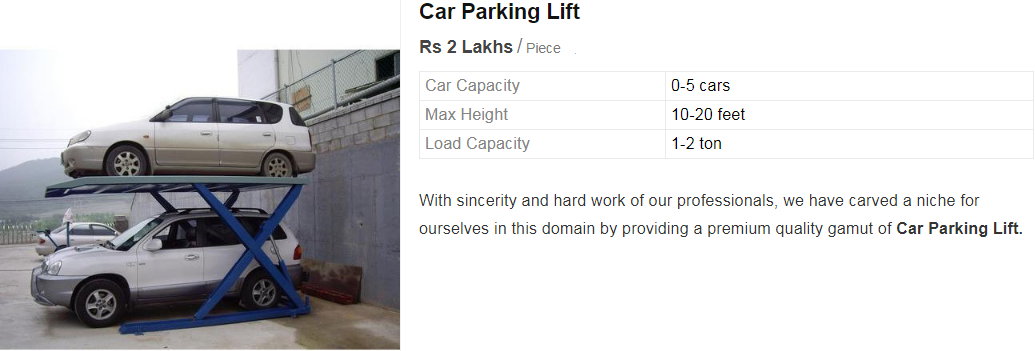 Car Parking Lift
Rs 2 Lakhs / Piece
Car Capacity 0-5 cars
Max Height 10-20 feet
Load Capacity 1-2 ton
With sincerity and hard work of our professionals, we have carved a niche for
ourselves in this domain by providing a premium quality gamut of Car Parking Lift.